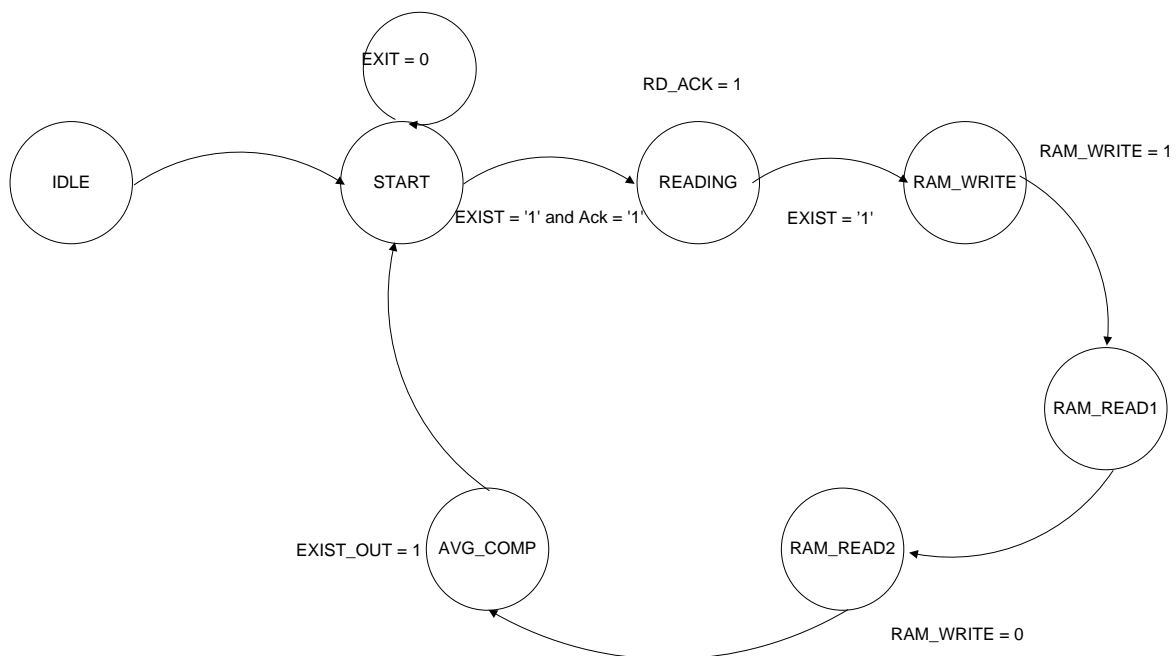 EXIT = 0
RD_ACK = 1
IDLE
START
READING
RAM_WRITE
RAM_WRITE = 1
EXIST = '1' and Ack = '1'
EXIST = '1'
RAM_READ1
EXIST_OUT = 1
AVG_COMP
RAM_READ2
RAM_WRITE = 0